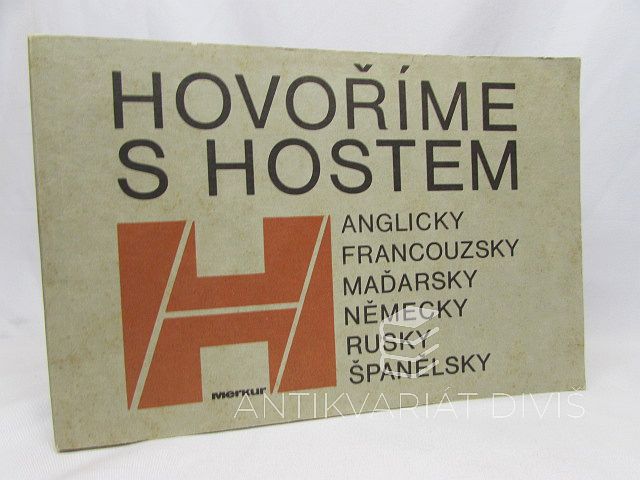 HOVOŘÍME
S HOSTEM
ANGLICKY
FRANCOUZSKY
MAĎARSKY
NĚMECKY
RUSKY
ŠPANĚLSKY
merkur
ANTIKVARIÁT DIVIŠ